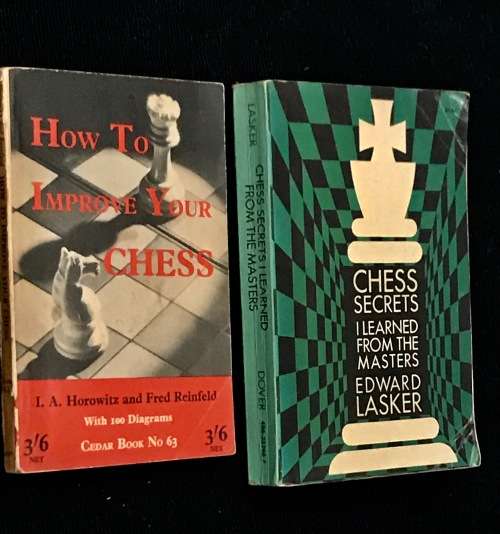 HOW TO
IMPROVE YOUR
CHESS
I. A. Horowitz and Fred Reinfeld
With 100 Diagrams
3/6
NET
CEDAR BOOK NO 63
3/6
NET
LASKER
CHESS SECRETS I LEARNED
FROM THE MASTERS
DOVER
CHESS
SECRETS
I LEARNED
FROM THE
MASTERS
EDWARD
LASKER